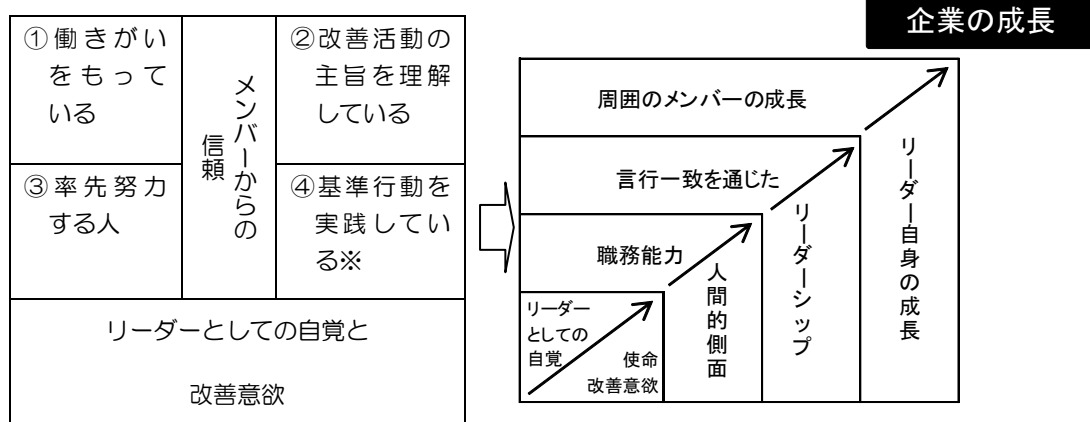 企業の成長
①働きがい
をもって
いる
メンバーからの
信頼
②改善活動の
主旨を理解
している
③率先努力
する人
④基準行動を
実践してい
る※
リーダーとしての自覚と
改善意欲
周囲のメンバーの成長
リーダー自身の成長
言行一致を通じた
リーダーシップ
職務能力
人間的側面
リーダー
としての
自覚
使命
改善意欲